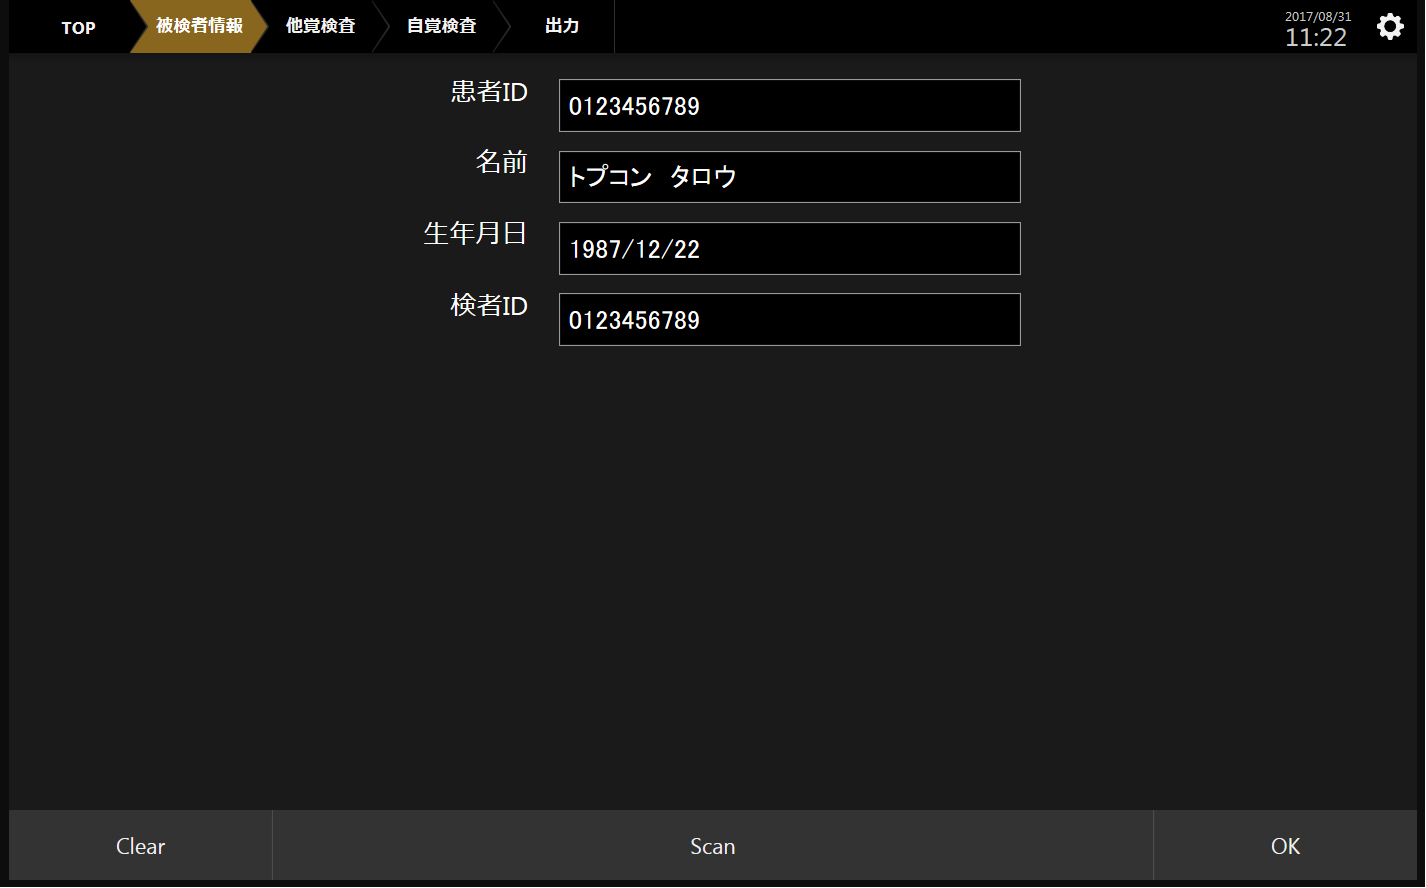 TOP 被検者情報 他覚検査 自覚検査 出力 2017/08/31
11:22
患者ID 0123456789
名前 トプコン　タロウ
生年月日 1987/12/22
検者ID 0123456789
Clear Scan OK